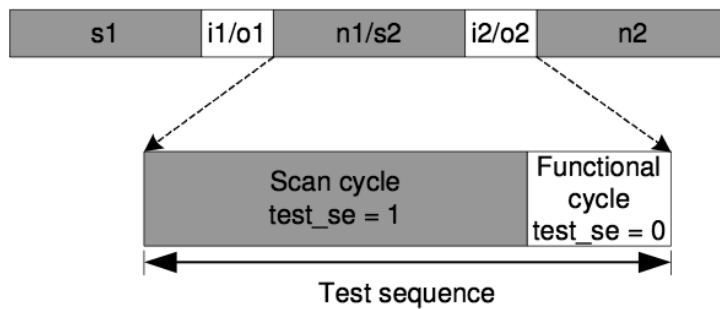 s1 i1/o1 n1/s2 i2/o2 n2
Scan cycle
test_se = 1
Functional
cycle
test_se = 0
Test sequence